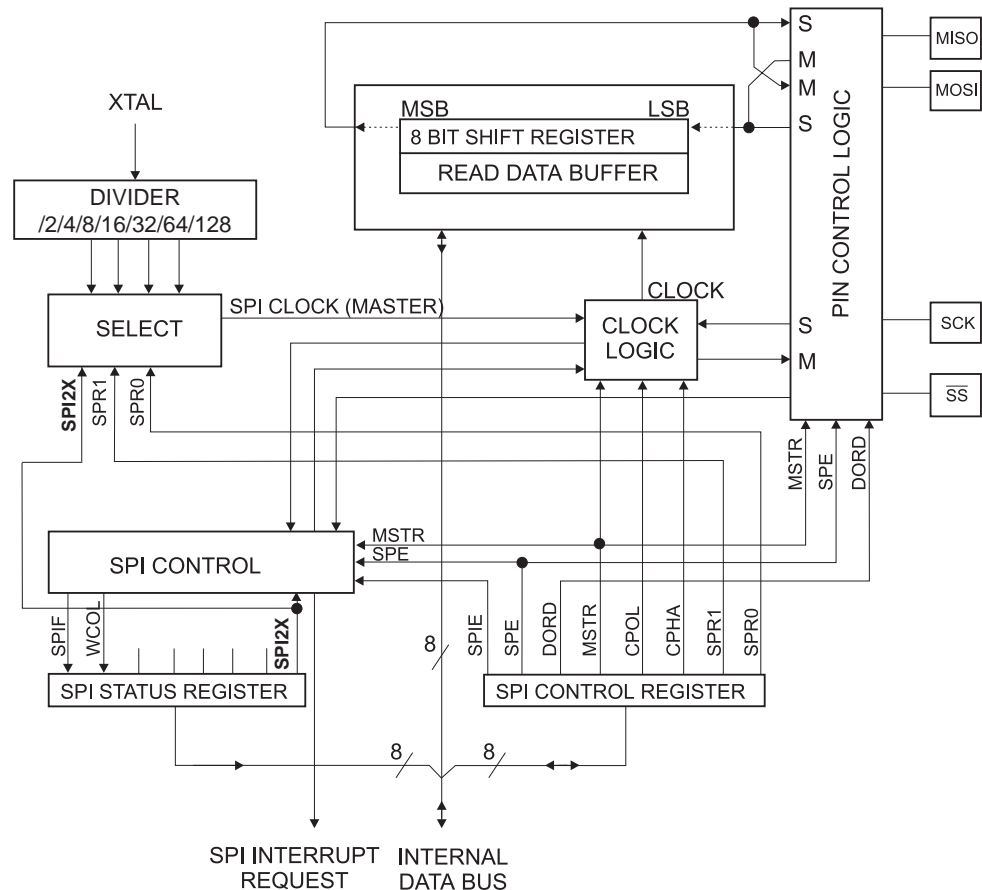 S
MISO
M
M
MOSI
XTAL
MSB
LSB
S
8 BIT SHIFT REGISTER
READ DATA BUFFER
DIVIDER
/2/4/8/16/32/64/128
PIN CONTROL LOGIC
SPI CLOCK (MASTER)
CLOCK
SELECT
CLOCK
LOGIC
S
SCK
M
SPI2X
SPR1
SPR0
SS
MSTR
SPE
DORD
SPI CONTROL
MSTR
SPE
SPIF
WCOL
SPI2X
8
SPIE
SPE
DORD
MSTR
CPOL
CPHA
SPR1
SPR0
SPI STATUS REGISTER
SPI CONTROL REGISTER
8
8
SPI INTERRUPT
REQUEST
INTERNAL
DATA BUS